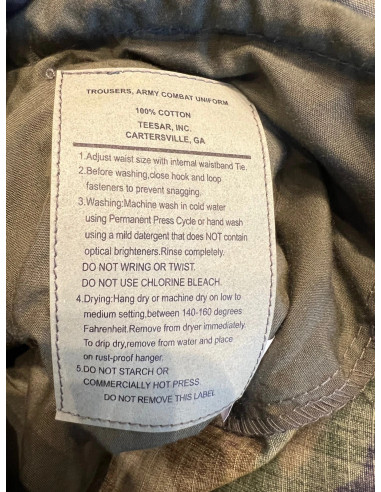 TROUSERS, ARMY COMBAT UNIFORM
100% COTTON
TEESAR, INC.
CARTERSVILLE, GA
1.Adjust waist size with internal waistband Tie.
2.Before washing,close hook and loop
fasteners to prevent snagging.
3.Washing:Machine wash in cold water
using Permanent Press Cycle or hand wash
using a mild datergent that does NOT contain
optical brighteners.Rinse completely.
DO NOT WRING OR TWIST.
DO NOT USE CHLORINE BLEACH.
4.Drying:Hang dry or machine dry on low to
medium setting,between 140-160 degrees
Fahrenheit.Remove from dryer immediately.
To drip dry,remove from water and place
on rust-proof hanger.
5.DO NOT STARCH OR
COMMERCIALLY HOT PRESS.
DO NOT REMOVE THIS LABEL